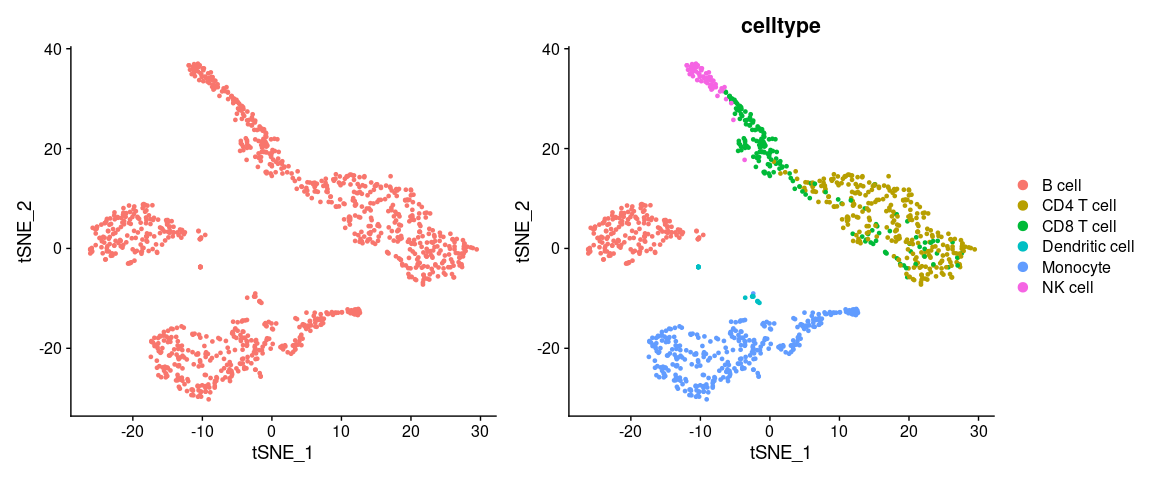 celltype
40
20
0
-20
tSNE_2
-20
-10
0
10
20
30
tSNE_1
40
20
0
-20
tSNE_2
-20
-10
0
10
20
30
tSNE_1
B cell
CD4 T cell
CD8 T cell
Dendritic cell
Monocyte
NK cell